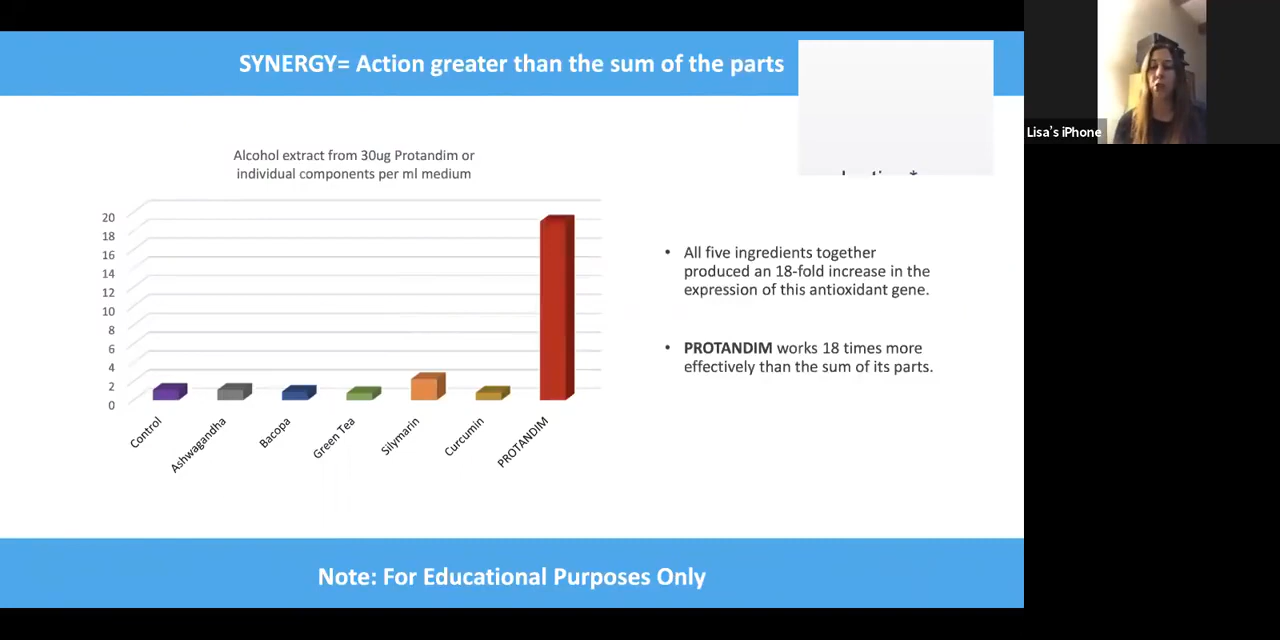 SYNERGY= Action greater than the sum of the parts
Lisa's iPhone
Alcohol extract from 30ug Protandim or
individual components per ml medium
20
18
16
14
12
10
8
6
4
2
0
Control
Ashwagandha
Bacopa
Green Tea
Silymarin
Curcumin
PROTANDIM
• All five ingredients together
produced an 18-fold increase in the
expression of this antioxidant gene.
• PROTANDIM works 18 times more
effectively than the sum of its parts.
Note: For Educational Purposes Only